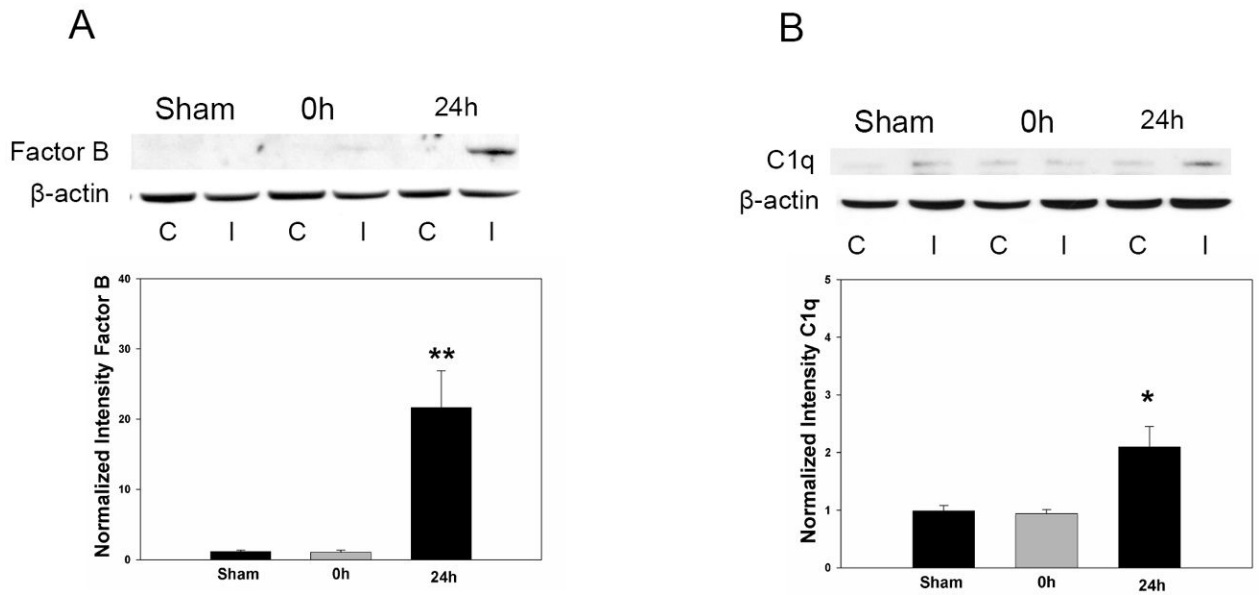 A
Sham 0h 24h
Factor B
β-actin
C I C I C I
Normalized Intensity Factor B
40
30
20
10
0
**
Sham 0h 24h
B
Sham 0h 24h
C1q
β-actin
C I C I C I
Normalized Intensity C1q
5
4
3
2
1
0
*
Sham 0h 24h